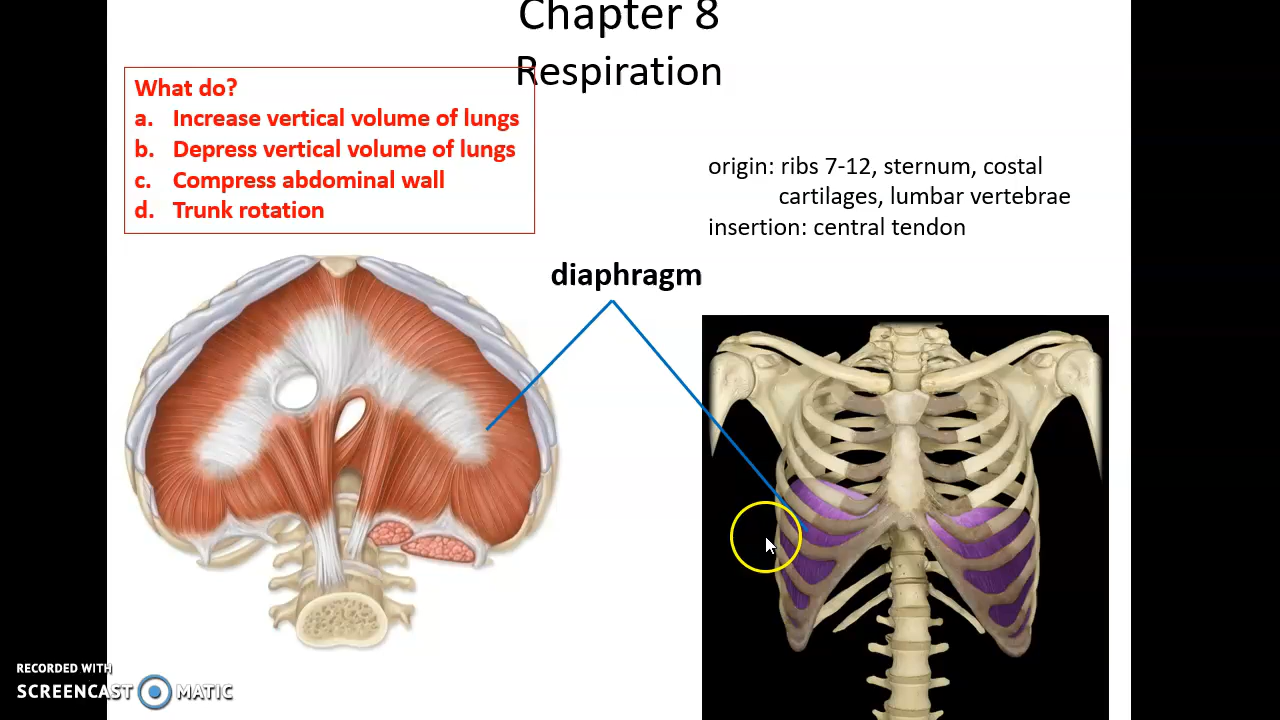 Chapter 8
Respiration
What do?
a. Increase vertical volume of lungs
b. Depress vertical volume of lungs
c. Compress abdominal wall
d. Trunk rotation
origin: ribs 7-12, sternum, costal
cartilages, lumbar vertebrae
insertion: central tendon
diaphragm
RECORDED WITH
SCREENCAST MATIC